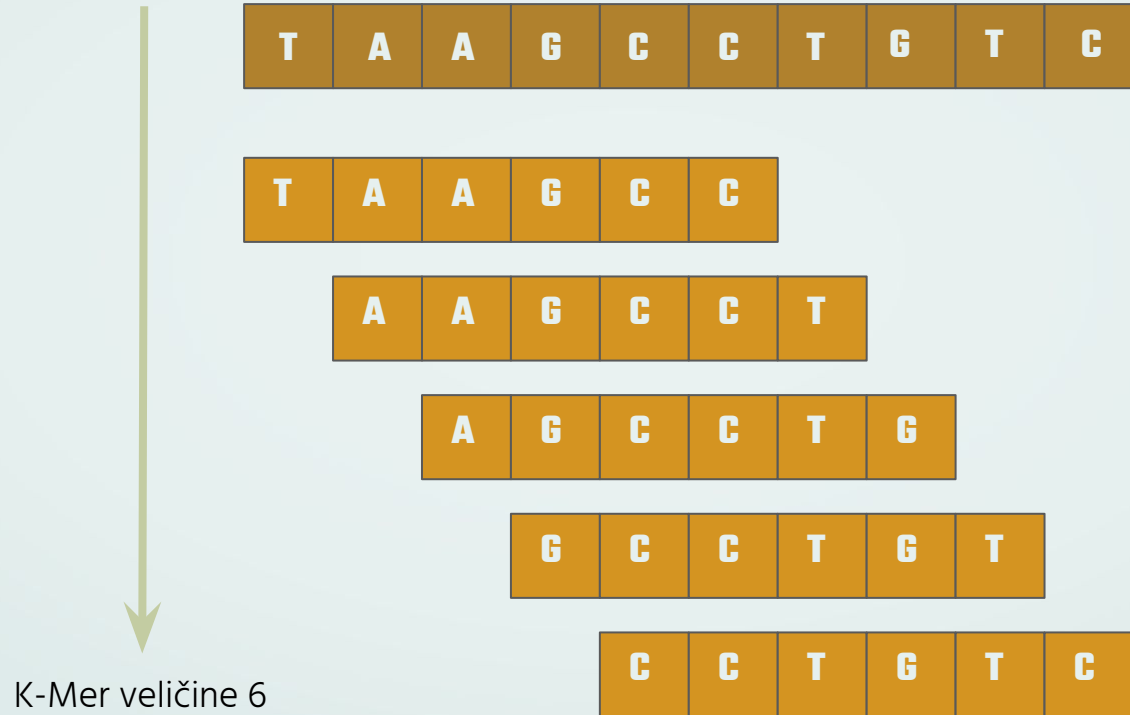 T A A G C C T G T C
T A A G C C
A A G C C T
A G C C T G
G C C T G T
C C T G T C
K-Mer veličine 6